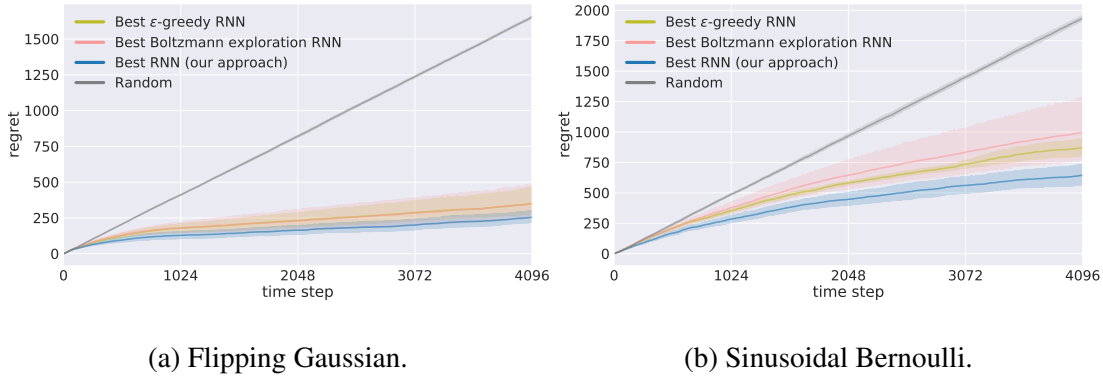 Best ε-greedy RNN
Best Boltzmann exploration RNN
Best RNN (our approach)
Random
1500
1250
1000
750
500
250
0
regret
0 1024 2048 3072 4096
time step
(a) Flipping Gaussian.
Best ε-greedy RNN
Best Boltzmann exploration RNN
Best RNN (our approach)
Random
2000
1750
1500
1250
1000
750
500
250
0
regret
0 1024 2048 3072 4096
time step
(b) Sinusoidal Bernoulli.